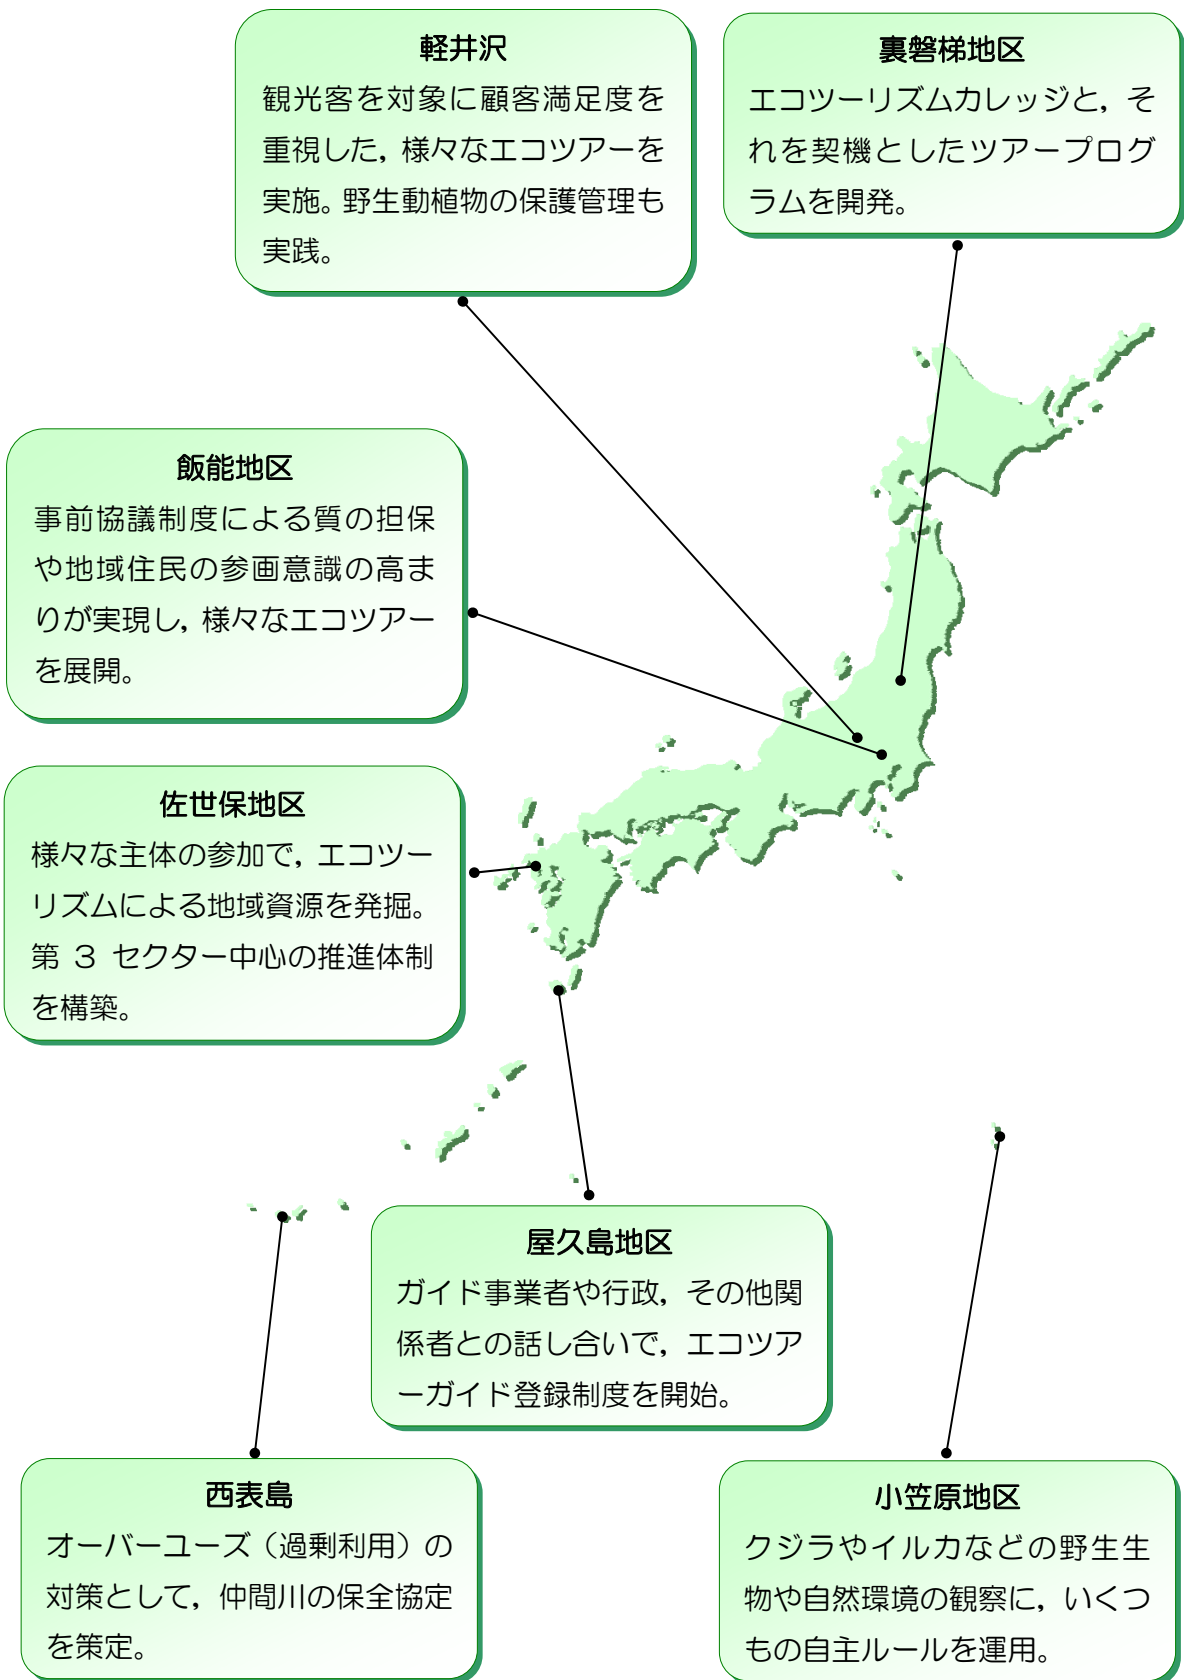 軽井沢
観光客を対象に顧客満足度を
重視した，様々なエコツアーを
実施。野生動植物の保護管理も
実践。
裏磐梯地区
エコツーリズムカレッジと，そ
れを契機としたツアープログ
ラムを開発。
飯能地区
事前協議制度による質の担保
や地域住民の参画意識の高ま
りが実現し，様々なエコツアー
を展開。
佐世保地区
様々な主体の参加で，エコツー
リズムによる地域資源を発掘。
第 3 セクター中心の推進体制
を構築。
屋久島地区
ガイド事業者や行政，その他関
係者との話し合いで，エコツア
ーガイド登録制度を開始。
西表島
オーバーユーズ（過剰利用）の
対策として，仲間川の保全協定
を策定。
小笠原地区
クジラやイルカなどの野生生
物や自然環境の観察に，いくつ
もの自主ルールを運用。